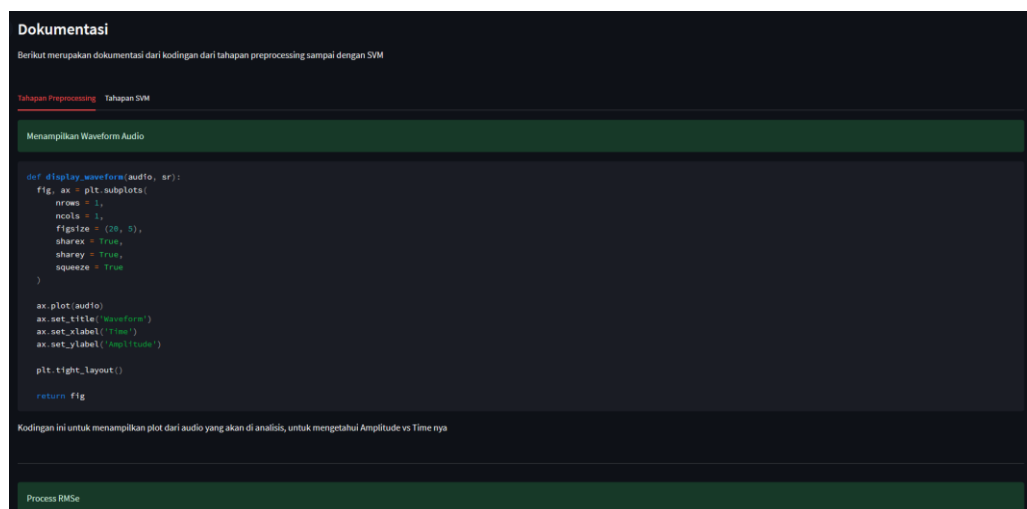 Dokumentasi
Berikut merupakan dokumentasi dari kodingan dari tahapan preprocessing sampai dengan SVM
Tahapan Preprocessing Tahapan SVM
Menampilkan Waveform Audio
def display_waveform(audio, sr):
  fig, ax = plt.subplots(
      nrows = 1,
      ncols = 1,
      figsize = (20, 5),
      sharex = True,
      sharey = True,
      squeeze = True
  )
  ax.plot(audio)
  ax.set_title('Waveform')
  ax.set_xlabel('Time')
  ax.set_ylabel('Amplitude')
  plt.tight_layout()
  return fig
Kodingan ini untuk menampilkan plot dari audio yang akan di analisis, untuk mengetahui Amplitude vs Time nya
Process RMSe